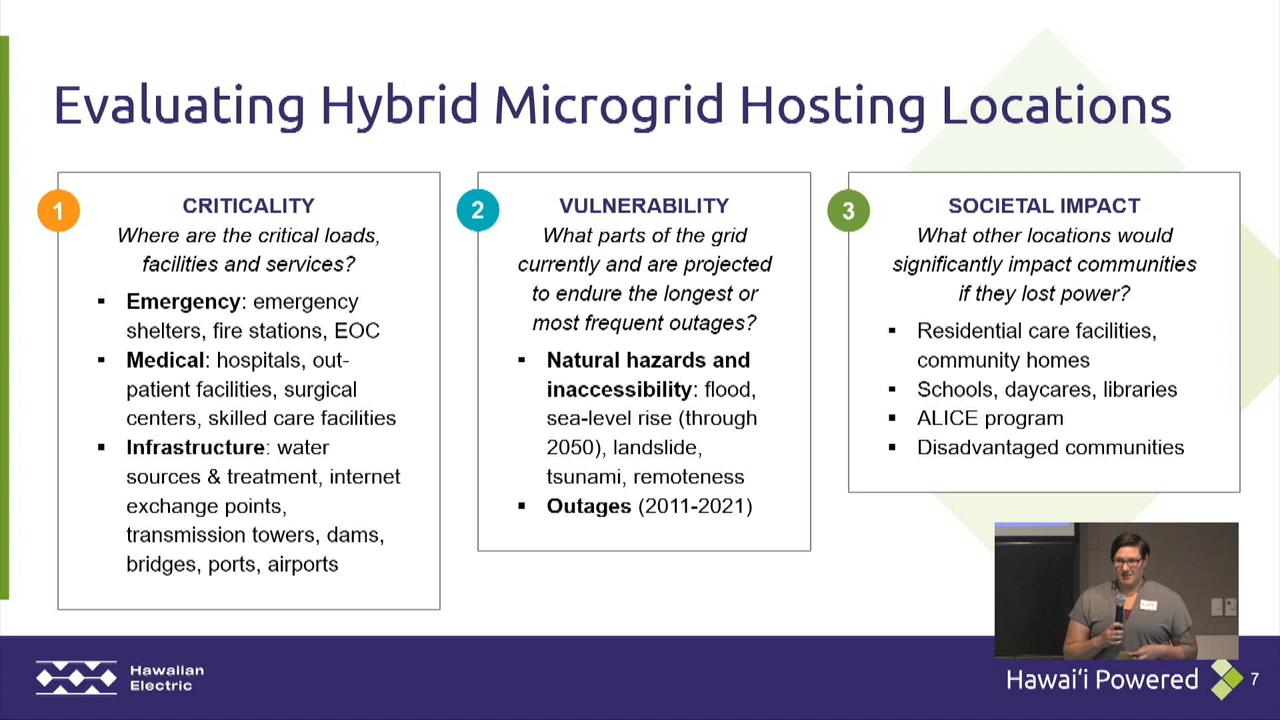 Evaluating Hybrid Microgrid Hosting Locations
1
CRITICALITY
Where are the critical loads,
facilities and services?
▪ Emergency: emergency
shelters, fire stations, EOC
▪ Medical: hospitals, out-
patient facilities, surgical
centers, skilled care facilities
▪ Infrastructure: water
sources & treatment, internet
exchange points,
transmission towers, dams,
bridges, ports, airports
2
VULNERABILITY
What parts of the grid
currently and are projected
to endure the longest or
most frequent outages?
▪ Natural hazards and
inaccessibility: flood,
sea-level rise (through
2050), landslide,
tsunami, remoteness
▪ Outages (2011-2021)
3
SOCIETAL IMPACT
What other locations would
significantly impact communities
if they lost power?
▪ Residential care facilities,
community homes
▪ Schools, daycares, libraries
▪ ALICE program
▪ Disadvantaged communities
Hawaiian
Electric
Hawaiʻi Powered
7